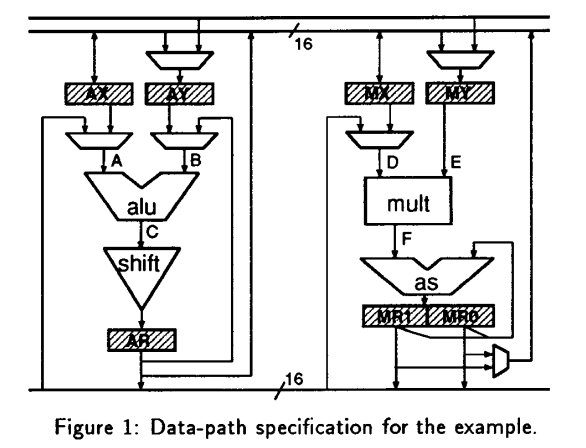 16
AX AY MX MY
A B D E
alu mult
C F
shift as
AR MR1 MR0
16
Figure 1: Data-path specification for the example.